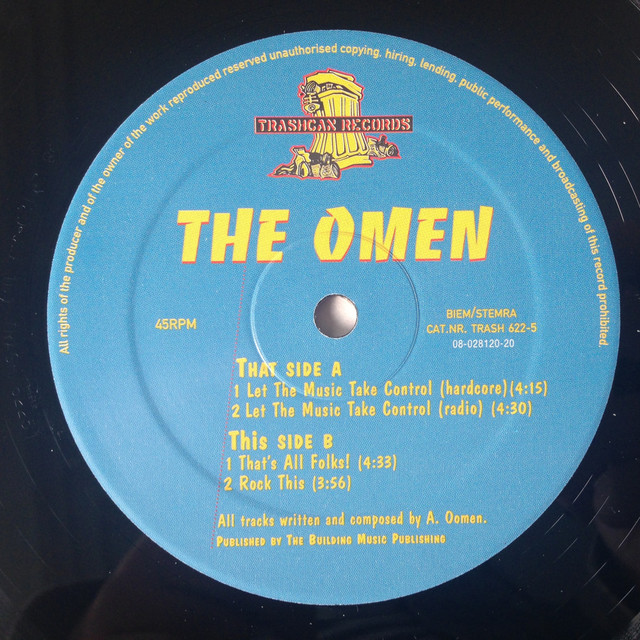 All rights of the producer and of the owner of the work reproduced reserved unauthorised copying, hiring, lending, public performance and broadcasting of this record prohibited.
TRASHCAN RECORDS
THE OMEN
45RPM
BIEM/STEMRA
CAT.NR. TRASH 622-5
08-028120-20
THAT SIDE A
1 Let The Music Take Control (hardcore)(4:15)
2 Let The Music Take Control (radio) (4:30)
This SIDE B
1 That's All Folks! (4:33)
2 Rock This (3:56)
All tracks written and composed by A. Oomen.
PUBLISHED BY THE BUILDING MUSIC PUBLISHING